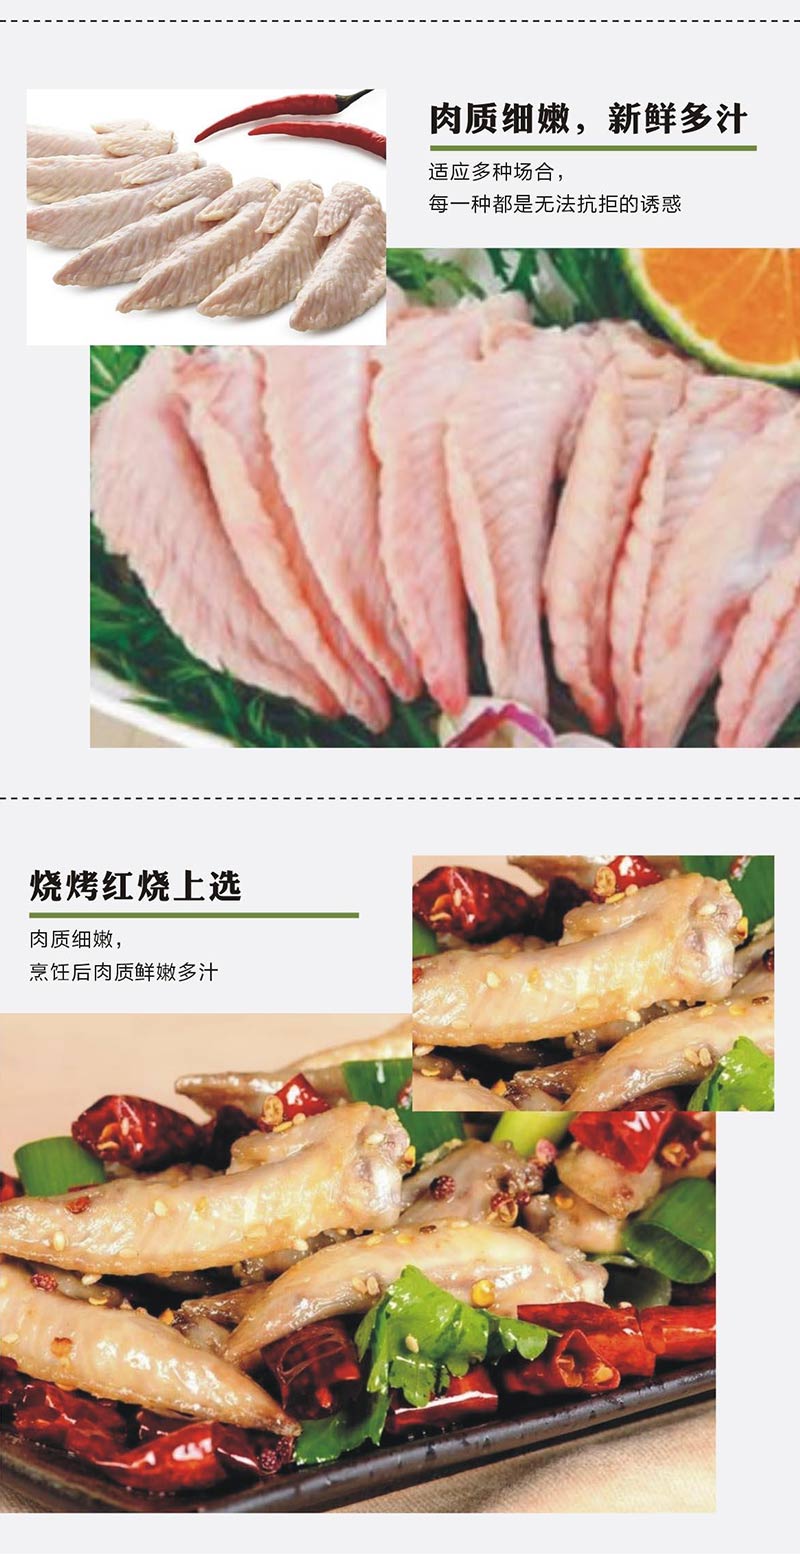 肉质细嫩，新鲜多汁
适应多种场合，
每一种都是无法抗拒的诱惑
烧烤红烧上选
肉质细嫩，
烹饪后肉质鲜嫩多汁